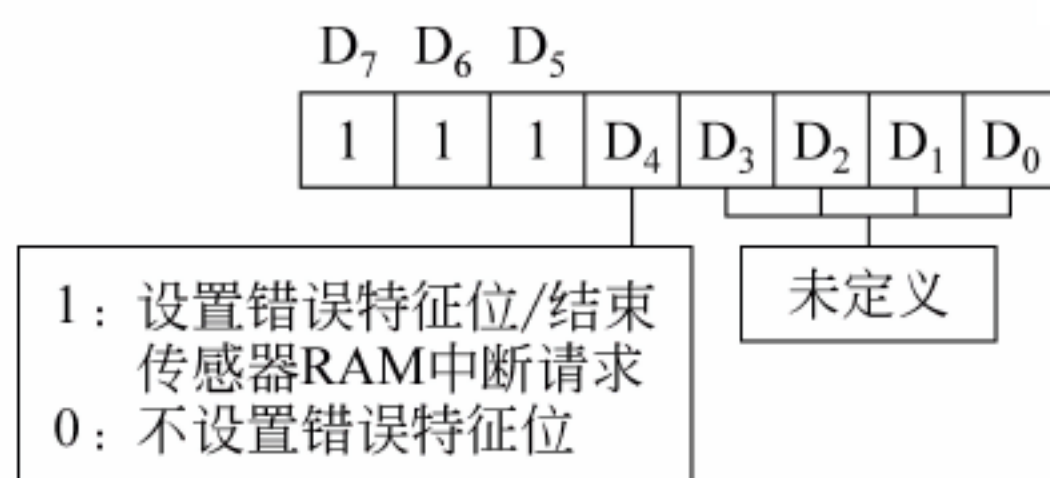 D₇ D₆ D₅
1 1 1 D₄ D₃ D₂ D₁ D₀
1：设置错误特征位/结束
传感器RAM中断请求
0：不设置错误特征位
未定义